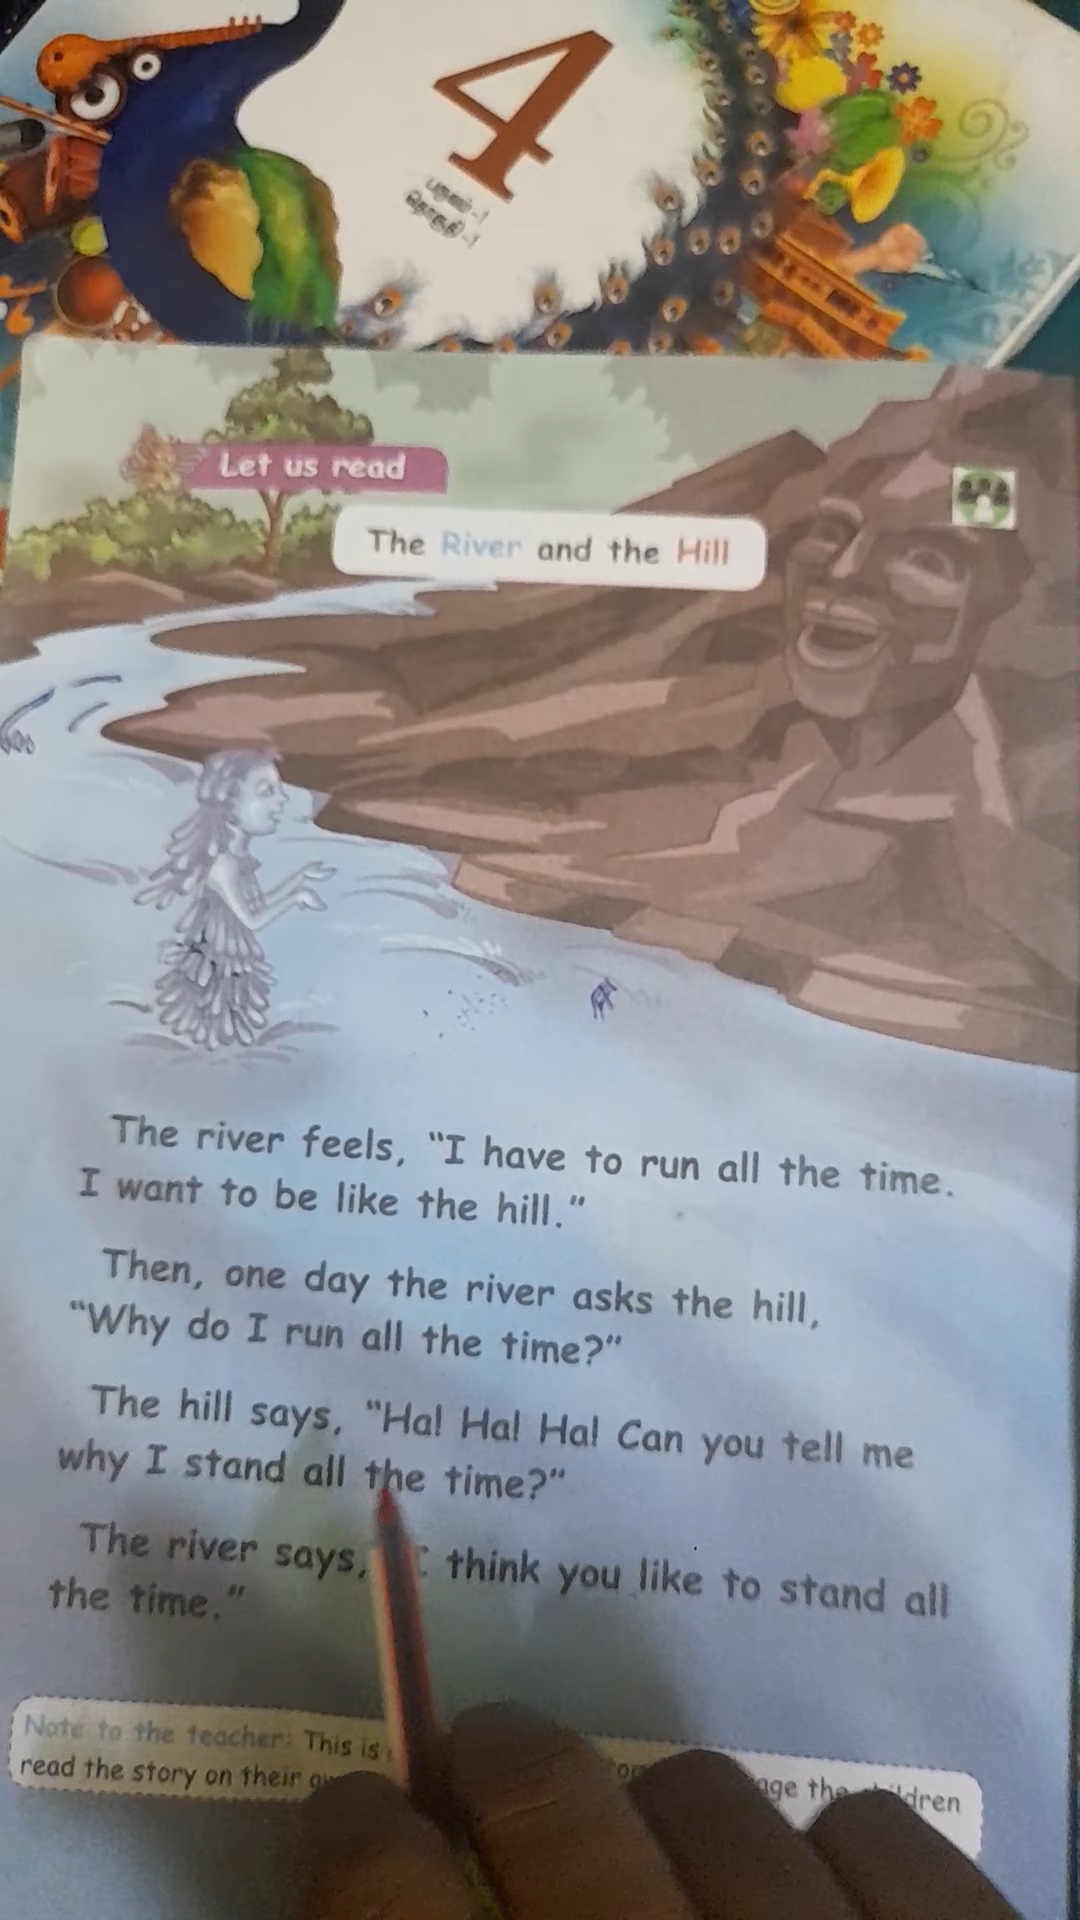 4
Let us read
The River and the Hill
The river feels, "I have to run all the time.
I want to be like the hill."
Then, one day the river asks the hill,
"Why do I run all the time?"
The hill says, "Ha! Ha! Ha! Can you tell me
why I stand all the time?"
The river says, think you like to stand all
the time."
Note to the teacher: This is
read the story on their the children